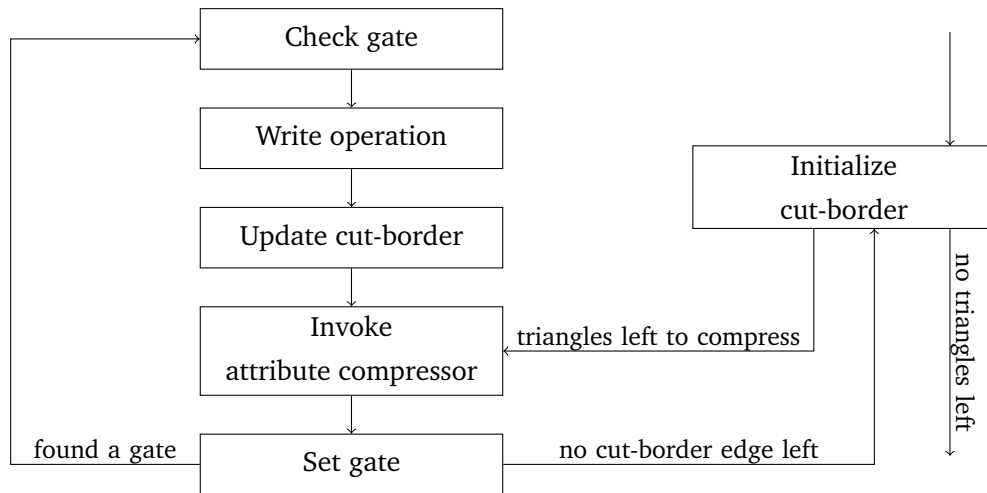 Check gate
Write operation
Initialize
cut-border
Update cut-border
no triangles left
Invoke
attribute compressor
triangles left to compress
found a gate
Set gate
no cut-border edge left